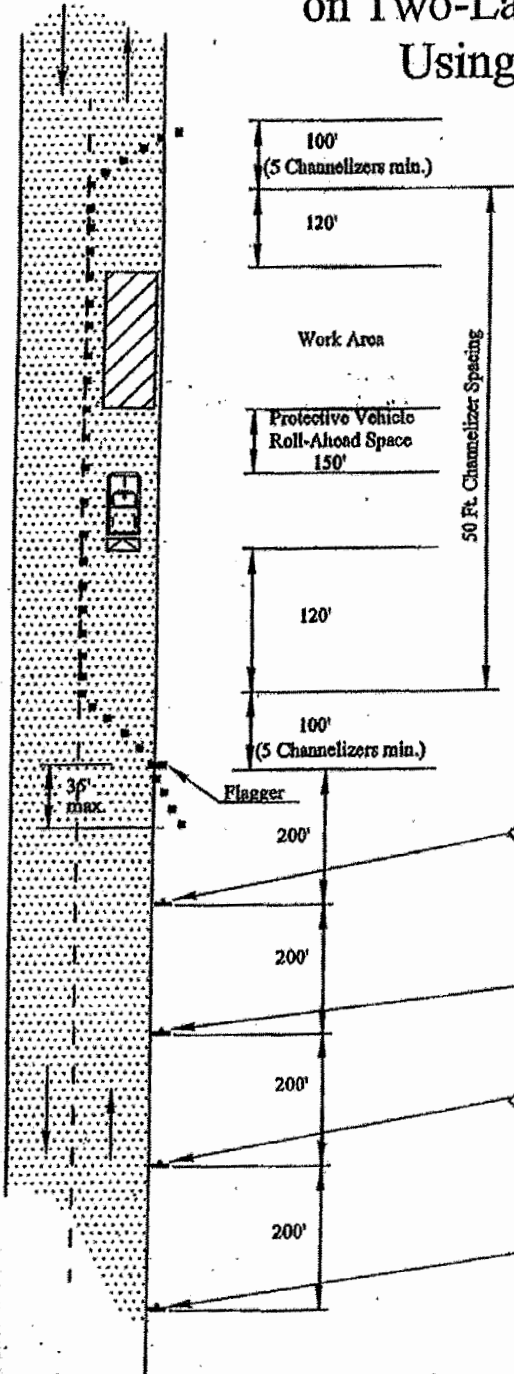 on Two-La
Using
100'
(5 Channelizers min.)
120'
Work Area
Protective Vehicle
Roll-Ahead Space
150'
50 Ft. Channelizer Spacing
120'
100'
(5 Channelizers min.)
35'
max.
Flagger
200'
200'
200'
200'